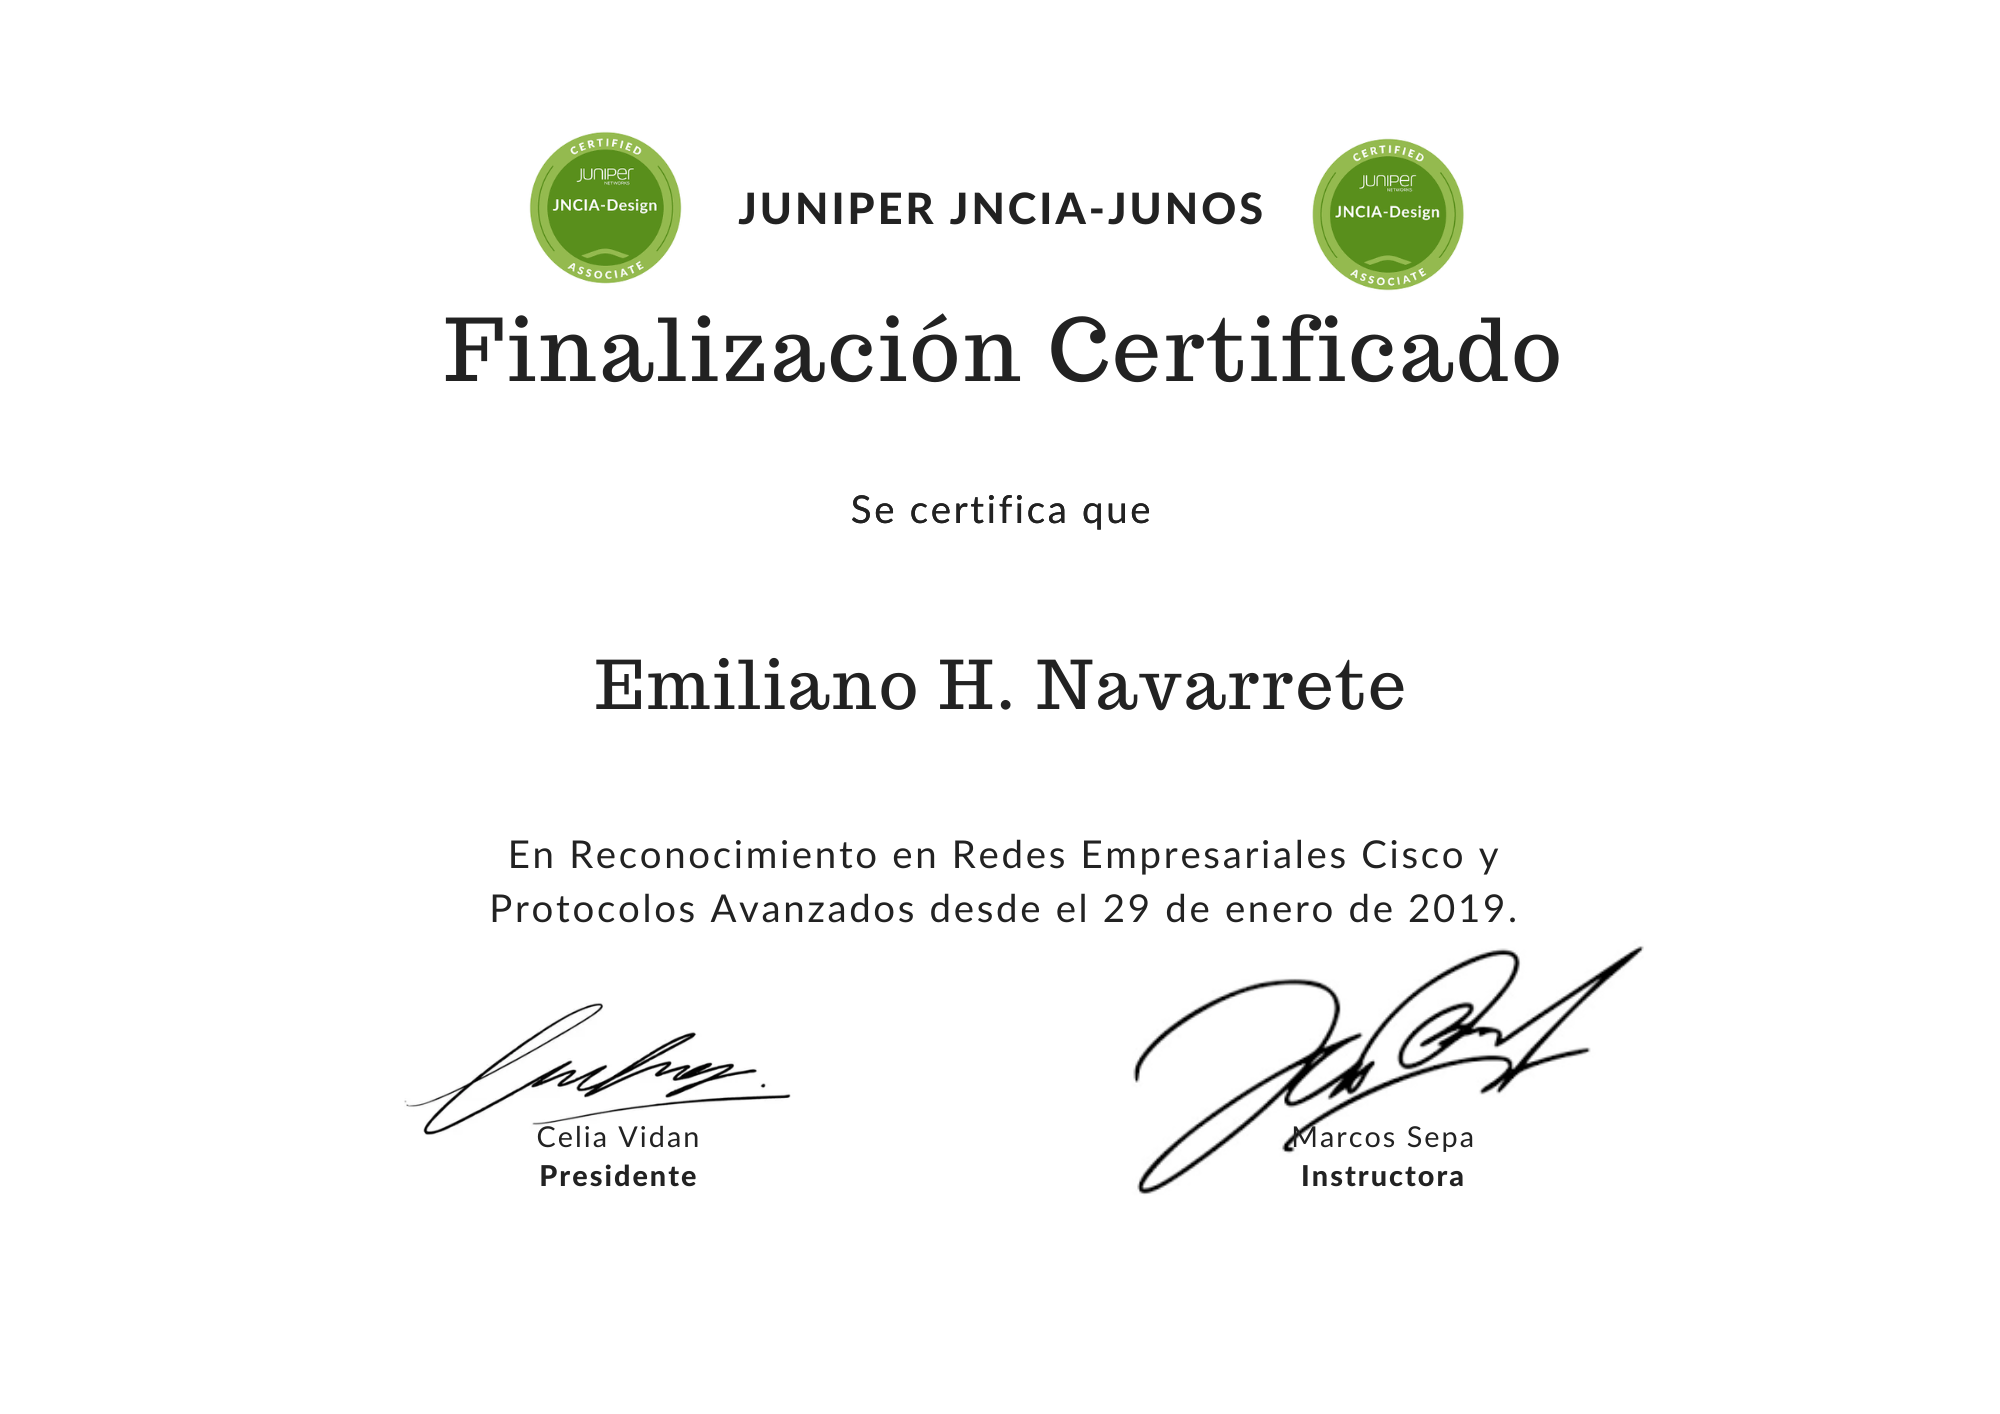 CERTIFIED
JUNIPER
NETWORKS
JNCIA-Design
ASSOCIATE
JUNIPER JNCIA-JUNOS
CERTIFIED
JUNIPER
NETWORKS
JNCIA-Design
ASSOCIATE
Finalización Certificado
Se certifica que
Emiliano H. Navarrete
En Reconocimiento en Redes Empresariales Cisco y
Protocolos Avanzados desde el 29 de enero de 2019.
Celia Vidan
Presidente
Marcos Sepa
Instructora